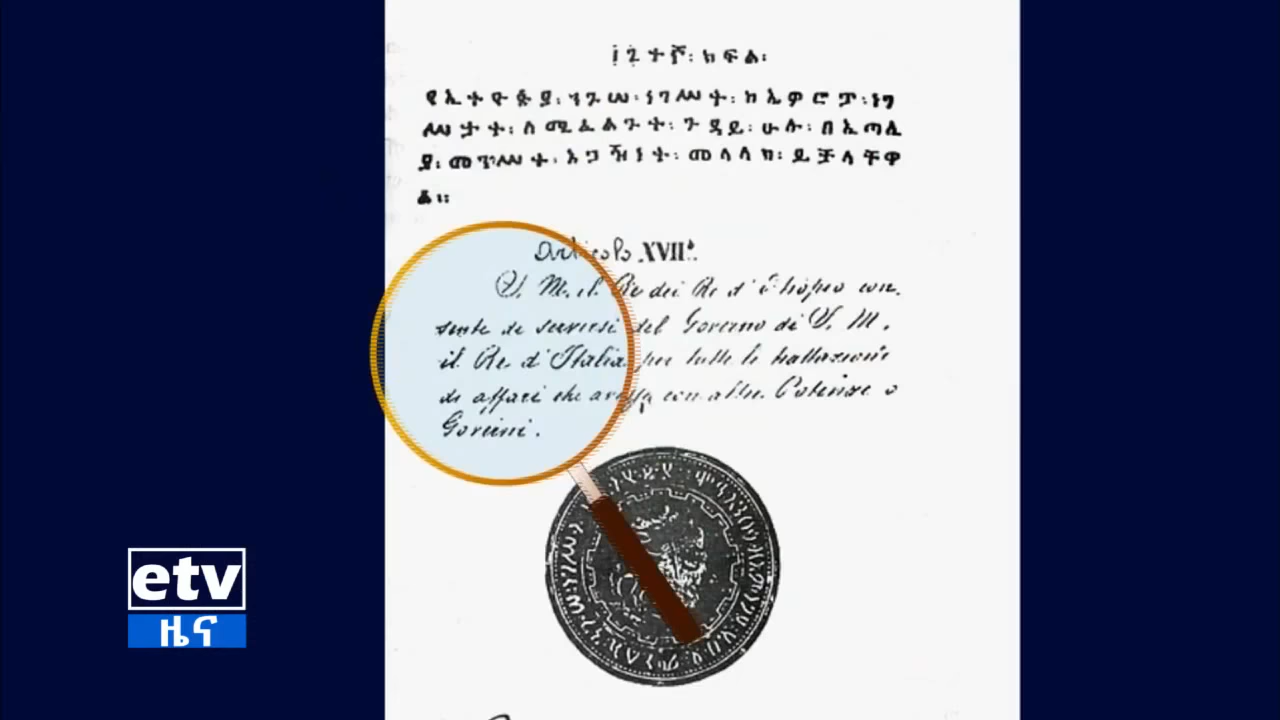 ፲፯ተኛ፡ክፍል፡
የኢትዮጵያ፡ንጉሠ፡ነገሥት፡ከኤዎሮፓ፡ነገ
ሥታት፡ለሚፈልጉት፡ጉዳይ፡ሁሉ፡በኢጣሊ
ያ፡መንግሥት፡አጋዥነት፡መላላክ፡ይቻላቸዋ
ል፡፡
Articolo XVII°.
S. M. il Re dei Re d'Etiopia con
sente di servirsi del Governo di S. M.
il Re d'Italia per tutte le trattazioni
di affari che avesse con altre Potenze o
Governi.
etv
ዜና